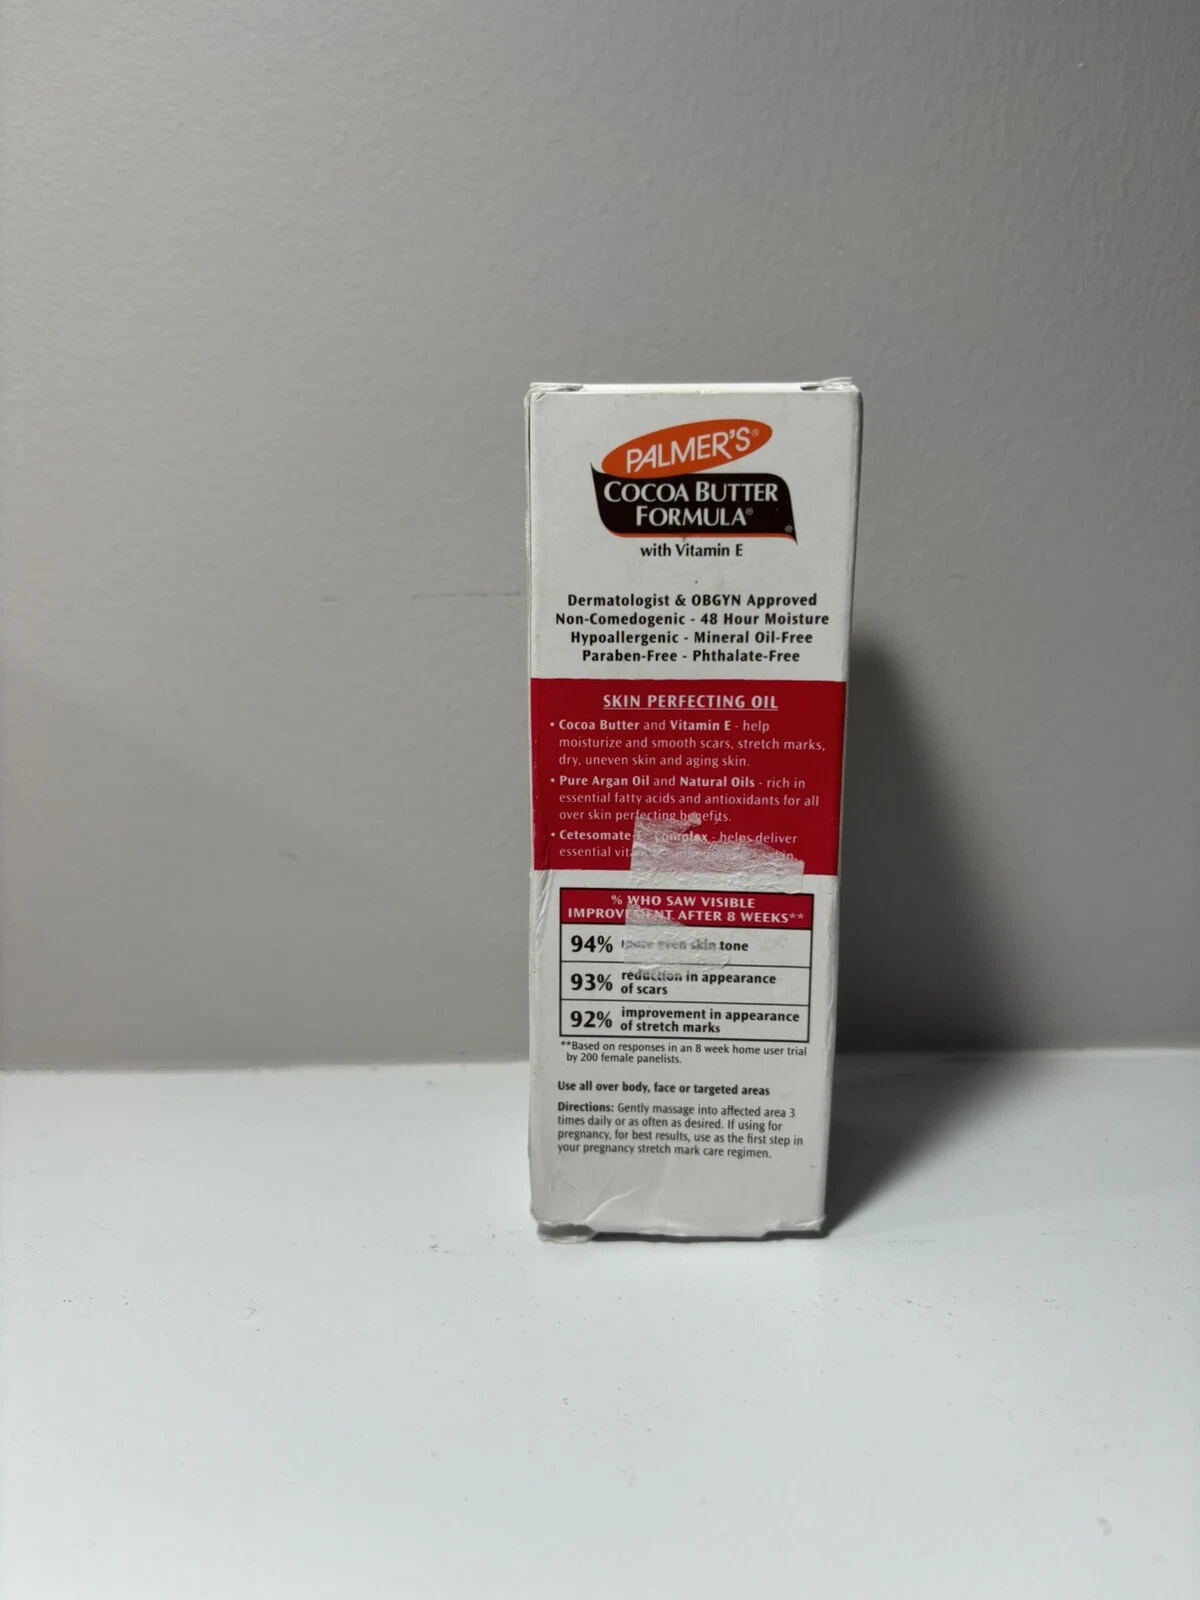 PALMER'S®
COCOA BUTTER
FORMULA®
®
with Vitamin E
Dermatologist & OBGYN Approved
Non-Comedogenic - 48 Hour Moisture
Hypoallergenic - Mineral Oil-Free
Paraben-Free - Phthalate-Free
SKIN PERFECTING OIL
• Cocoa Butter and Vitamin E - help
moisturize and smooth scars, stretch marks,
dry, uneven skin and aging skin.
• Pure Argan Oil and Natural Oils - rich in
essential fatty acids and antioxidants for all
over skin perfecting benefits.
• Cetesomate-E Complex - helps deliver
essential
% WHO SAW VISIBLE
IMPROVEMENT AFTER 8 WEEKS**
94% more even skin tone
93% reduction in appearance
of scars
92% improvement in appearance
of stretch marks
**Based on responses in an 8 week home user trial
by 200 female panelists.
Use all over body, face or targeted areas
Directions: Gently massage into affected area 3
times daily or as often as desired. If using for
pregnancy, for best results, use as the first step in
your pregnancy stretch mark care regimen.